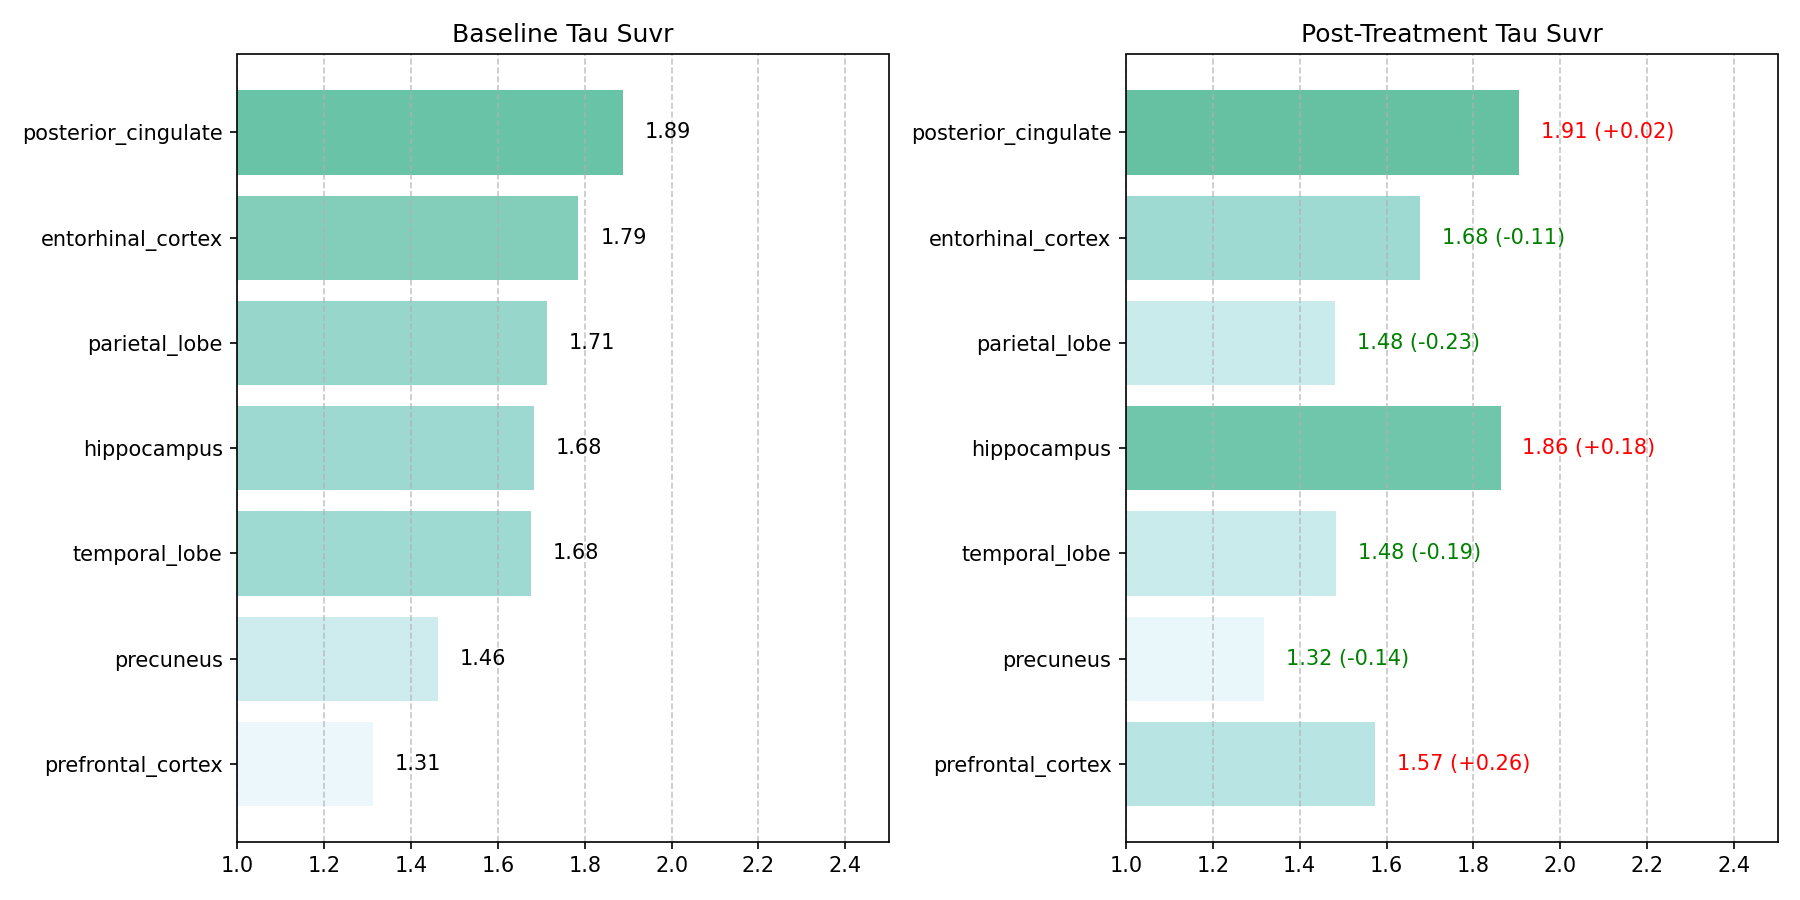 Baseline Tau Suvr
posterior_cingulate
1.89
entorhinal_cortex
1.79
parietal_lobe
1.71
hippocampus
1.68
temporal_lobe
1.68
precuneus
1.46
prefrontal_cortex
1.31
1.0 1.2 1.4 1.6 1.8 2.0 2.2 2.4
Post-Treatment Tau Suvr
posterior_cingulate
1.91 (+0.02)
entorhinal_cortex
1.68 (-0.11)
parietal_lobe
1.48 (-0.23)
hippocampus
1.86 (+0.18)
temporal_lobe
1.48 (-0.19)
precuneus
1.32 (-0.14)
prefrontal_cortex
1.57 (+0.26)
1.0 1.2 1.4 1.6 1.8 2.0 2.2 2.4